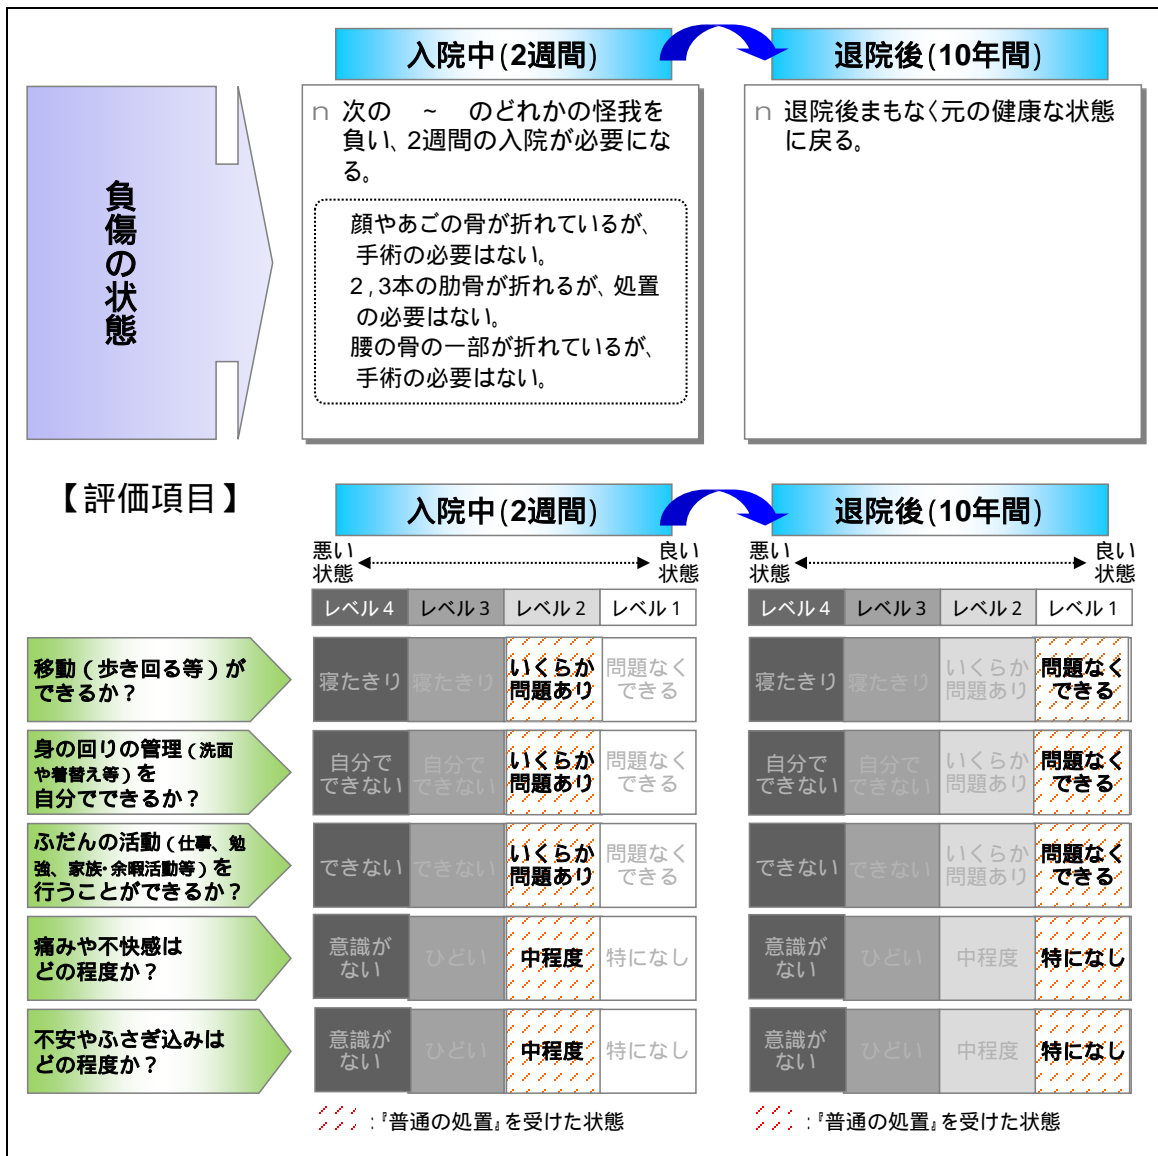 入院中(2週間)
退院後(10年間)
負傷の状態
n 次の　～　のどれかの怪我を
負い、2週間の入院が必要にな
る。
顔やあごの骨が折れているが、
手術の必要はない。
2,3本の肋骨が折れるが、処置
の必要はない。
腰の骨の一部が折れているが、
手術の必要はない。
n 退院後まもなく元の健康な状態
に戻る。
【評価項目】
入院中(2週間)
退院後(10年間)
悪い
状態
良い
状態
悪い
状態
良い
状態
レベル4 レベル3 レベル2 レベル1
レベル4 レベル3 レベル2 レベル1
移動(歩き回る等)が
できるか？
寝たきり 寝たきり
いくらか
問題あり
問題なく
できる
寝たきり 寝たきり
いくらか
問題あり
問題なく
できる
身の回りの管理(洗面
や着替え等)を
自分でできるか？
自分で
できない
自分で
できない
いくらか
問題あり
問題なく
できる
自分で
できない
自分で
できない
いくらか
問題あり
問題なく
できる
ふだんの活動(仕事、勉
強、家族・余暇活動等)を
行うことができるか？
できない できない
いくらか
問題あり
問題なく
できる
できない できない
いくらか
問題あり
問題なく
できる
痛みや不快感は
どの程度か？
意識が
ない
ひどい 中程度 特になし
意識が
ない
ひどい 中程度 特になし
不安やふさぎ込みは
どの程度か？
意識が
ない
ひどい 中程度 特になし
意識が
ない
ひどい 中程度 特になし
:『普通の処置』を受けた状態
:『普通の処置』を受けた状態